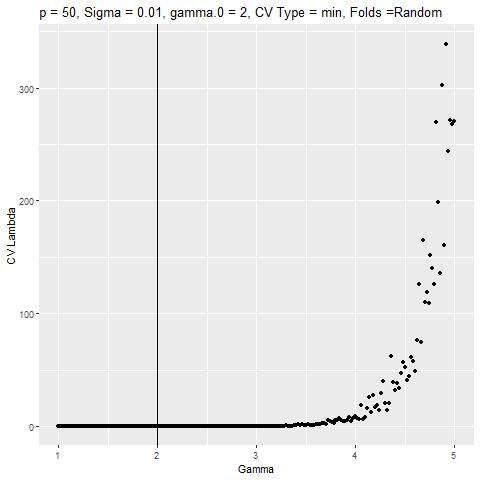 p = 50, Sigma = 0.01, gamma.0 = 2, CV Type = min, Folds =Random
300
200
100
0
CV Lambda
1 2 3 4 5
Gamma